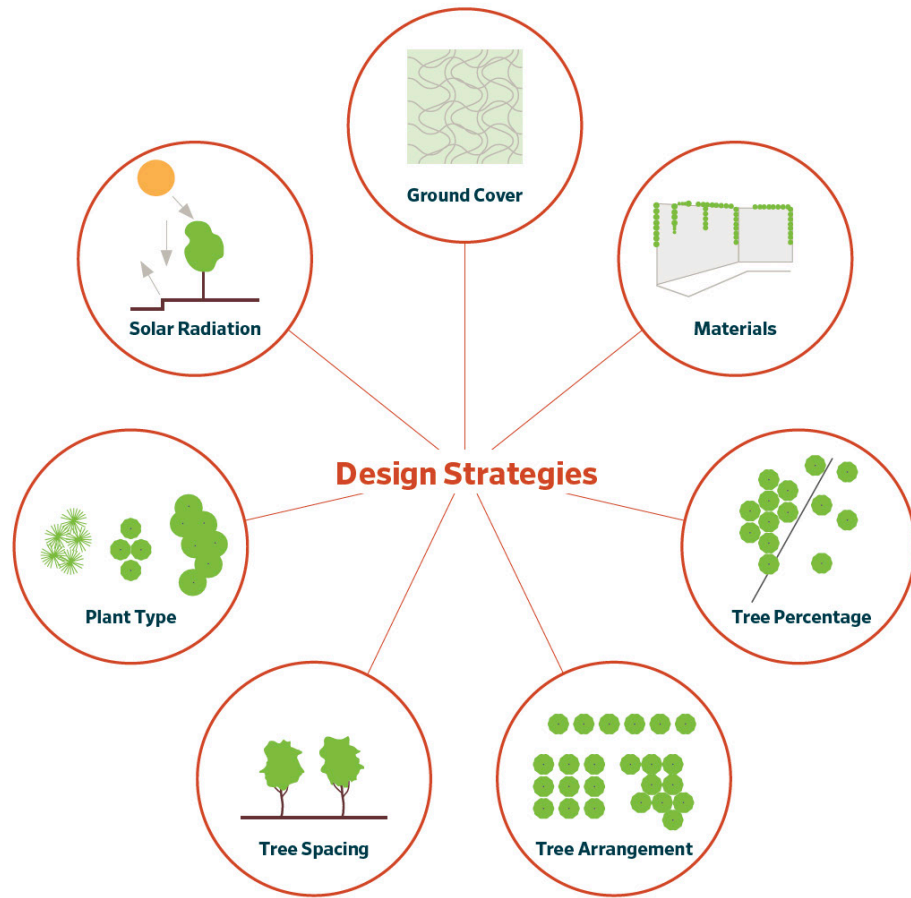 Ground Cover
Solar Radiation
Materials
Design Strategies
Plant Type
Tree Percentage
Tree Spacing
Tree Arrangement